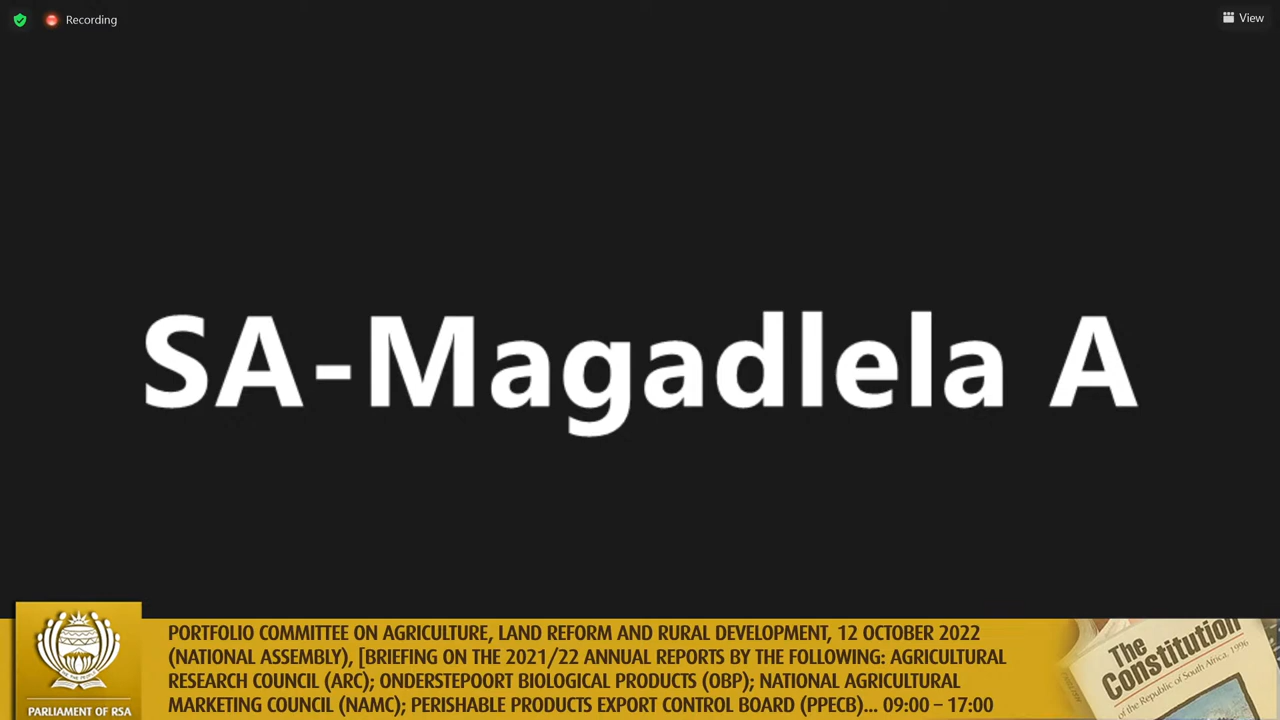 Recording
View
SA-Magadlela A
PORTFOLIO COMMITTEE ON AGRICULTURE, LAND REFORM AND RURAL DEVELOPMENT, 12 OCTOBER 2022
(NATIONAL ASSEMBLY), [BRIEFING ON THE 2021/22 ANNUAL REPORTS BY THE FOLLOWING: AGRICULTURAL
RESEARCH COUNCIL (ARC); ONDERSTEPOORT BIOLOGICAL PRODUCTS (OBP); NATIONAL AGRICULTURAL
MARKETING COUNCIL (NAMC); PERISHABLE PRODUCTS EXPORT CONTROL BOARD (PPECB)... 09:00 – 17:00
PARLIAMENT OF RSA
The
Constitution
of the Republic of South Africa, 1996